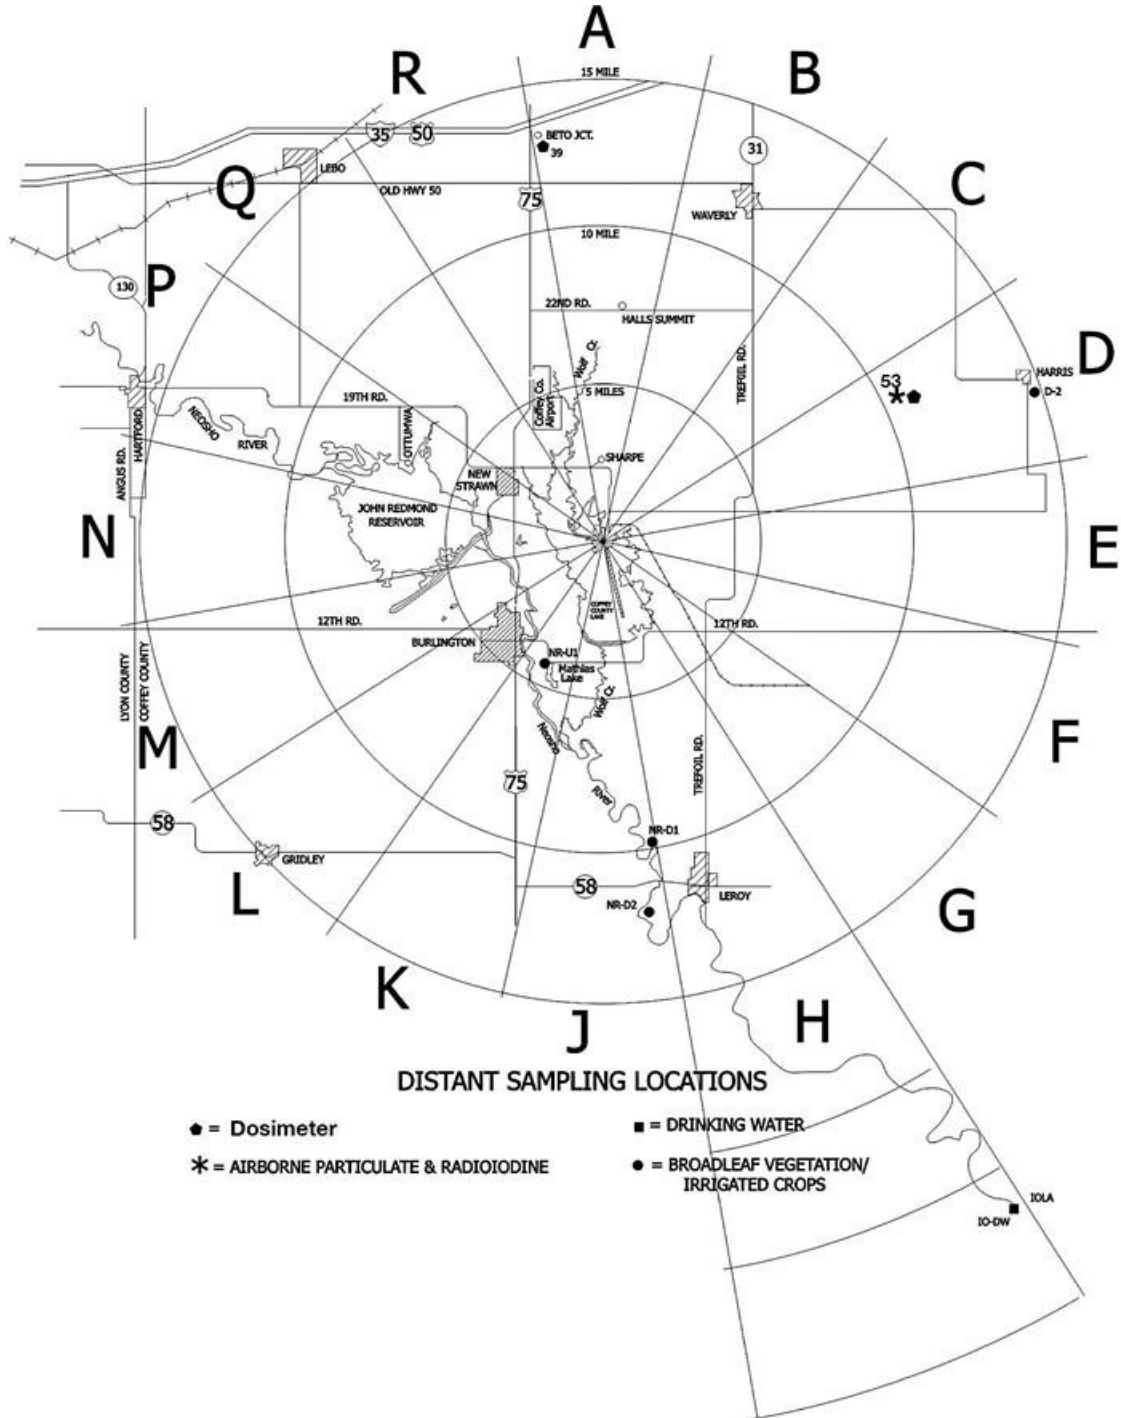 A
R
B
15 MILE
35
50
BETO JCT.
39
31
LEBO
OLD HWY 50
Q
75
WAVERLY
C
10 MILE
P
130
22ND RD.
HALLS SUMMIT
Wolf Cr.
TREFOIL RD.
D
HARRIS
D-2
53
5 MILES
Coffey Co.
Airport
19TH RD.
OTTUMWA
NEOSHO
RIVER
HARTFORD
ANGUS RD.
SHARPE
NEW
STRAWN
JOHN REDMOND
RESERVOIR
N
E
COFFEY
COUNTY
LAKE
12TH RD.
12TH RD.
BURLINGTON
NR-U1
Mathias
Lake
Wolf Cr.
LYON COUNTY
COFFEY COUNTY
M
F
Neosho
River
TREFOIL RD.
75
58
NR-D1
GRIDLEY
58
LEROY
L
NR-D2
G
K
J
H
DISTANT SAMPLING LOCATIONS
= Dosimeter
= DRINKING WATER
= AIRBORNE PARTICULATE & RADIOIODINE
= BROADLEAF VEGETATION/
IRRIGATED CROPS
IOLA
IO-DW